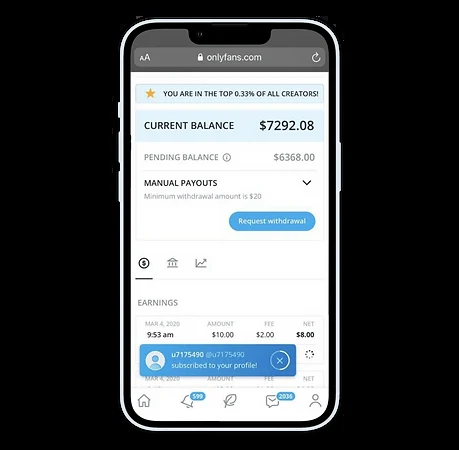 AA onlyfans.com
YOU ARE IN THE TOP 0.33% OF ALL CREATORS!
CURRENT BALANCE $7292.08
PENDING BALANCE $6368.00
MANUAL PAYOUTS
Minimum withdrawal amount is $20
Request withdrawal
EARNINGS
MAR 4, 2020 AMOUNT FEE NET
9:53 am $10.00 $2.00 $8.00
u7175490 @u7175490
subscribed to your profile!
MAR 4, 2020 AMOUNT FEE NET
599 2036